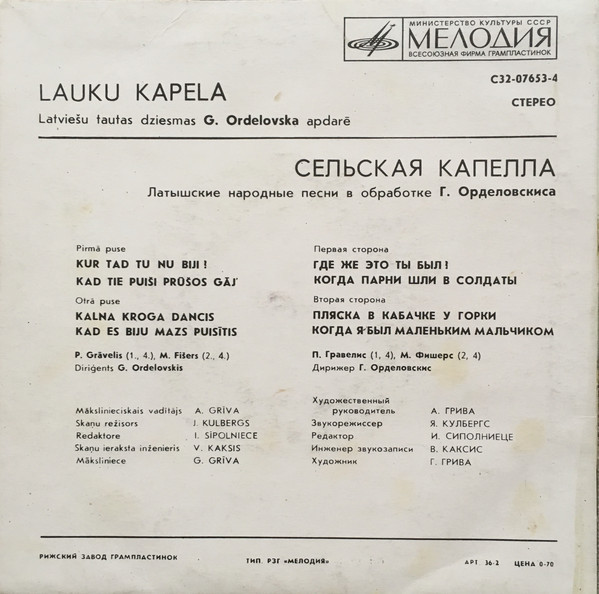 МИНИСТЕРСТВО КУЛЬТУРЫ СССР
МЕЛОДИЯ
ВСЕСОЮЗНАЯ ФИРМА ГРАМПЛАСТИНОК
С32-07653-4
СТЕРЕО
LAUKU KAPELA
Latviešu tautas dziesmas G. Ordelovska apdarē
СЕЛЬСКАЯ КАПЕЛЛА
Латышские народные песни в обработке Г. Орделовскиса
Pirmā puse
KUR TAD TU NU BIJI!
KAD TIE PUIŠI PRŪSOS GĀJ'
Otrā puse
KALNA KROGA DANCIS
KAD ES BIJU MAZS PUISĪTIS
P. Grāvelis (1., 4.), M. Fišers (2., 4.)
Diriģents G. Ordelovskis
Первая сторона
ГДЕ ЖЕ ЭТО ТЫ БЫЛ!
КОГДА ПАРНИ ШЛИ В СОЛДАТЫ
Вторая сторона
ПЛЯСКА В КАБАЧКЕ У ГОРКИ
КОГДА Я БЫЛ МАЛЕНЬКИМ МАЛЬЧИКОМ
П. Гравелис (1, 4), М. Фишерс (2, 4)
Дирижер Г. Орделовскис
Mākslinieciskais vadītājs A. GRĪVA
Skaņu režisors J. KULBERGS
Redaktore I. SĪPOLNIECE
Skaņu ieraksta inženieris V. KAKSIS
Māksliniece G. GRĪVA
Художественный
руководитель А. ГРИВА
Звукорежиссер Я. КУЛБЕРГС
Редактор И. СИПОЛНИЕЦЕ
Инженер звукозаписи В. КАКСИС
Художник Г. ГРИВА
РИЖСКИЙ ЗАВОД ГРАМПЛАСТИНОК
ТИП. РЗГ «МЕЛОДИЯ»
АРТ 36-2 ЦЕНА 0-70